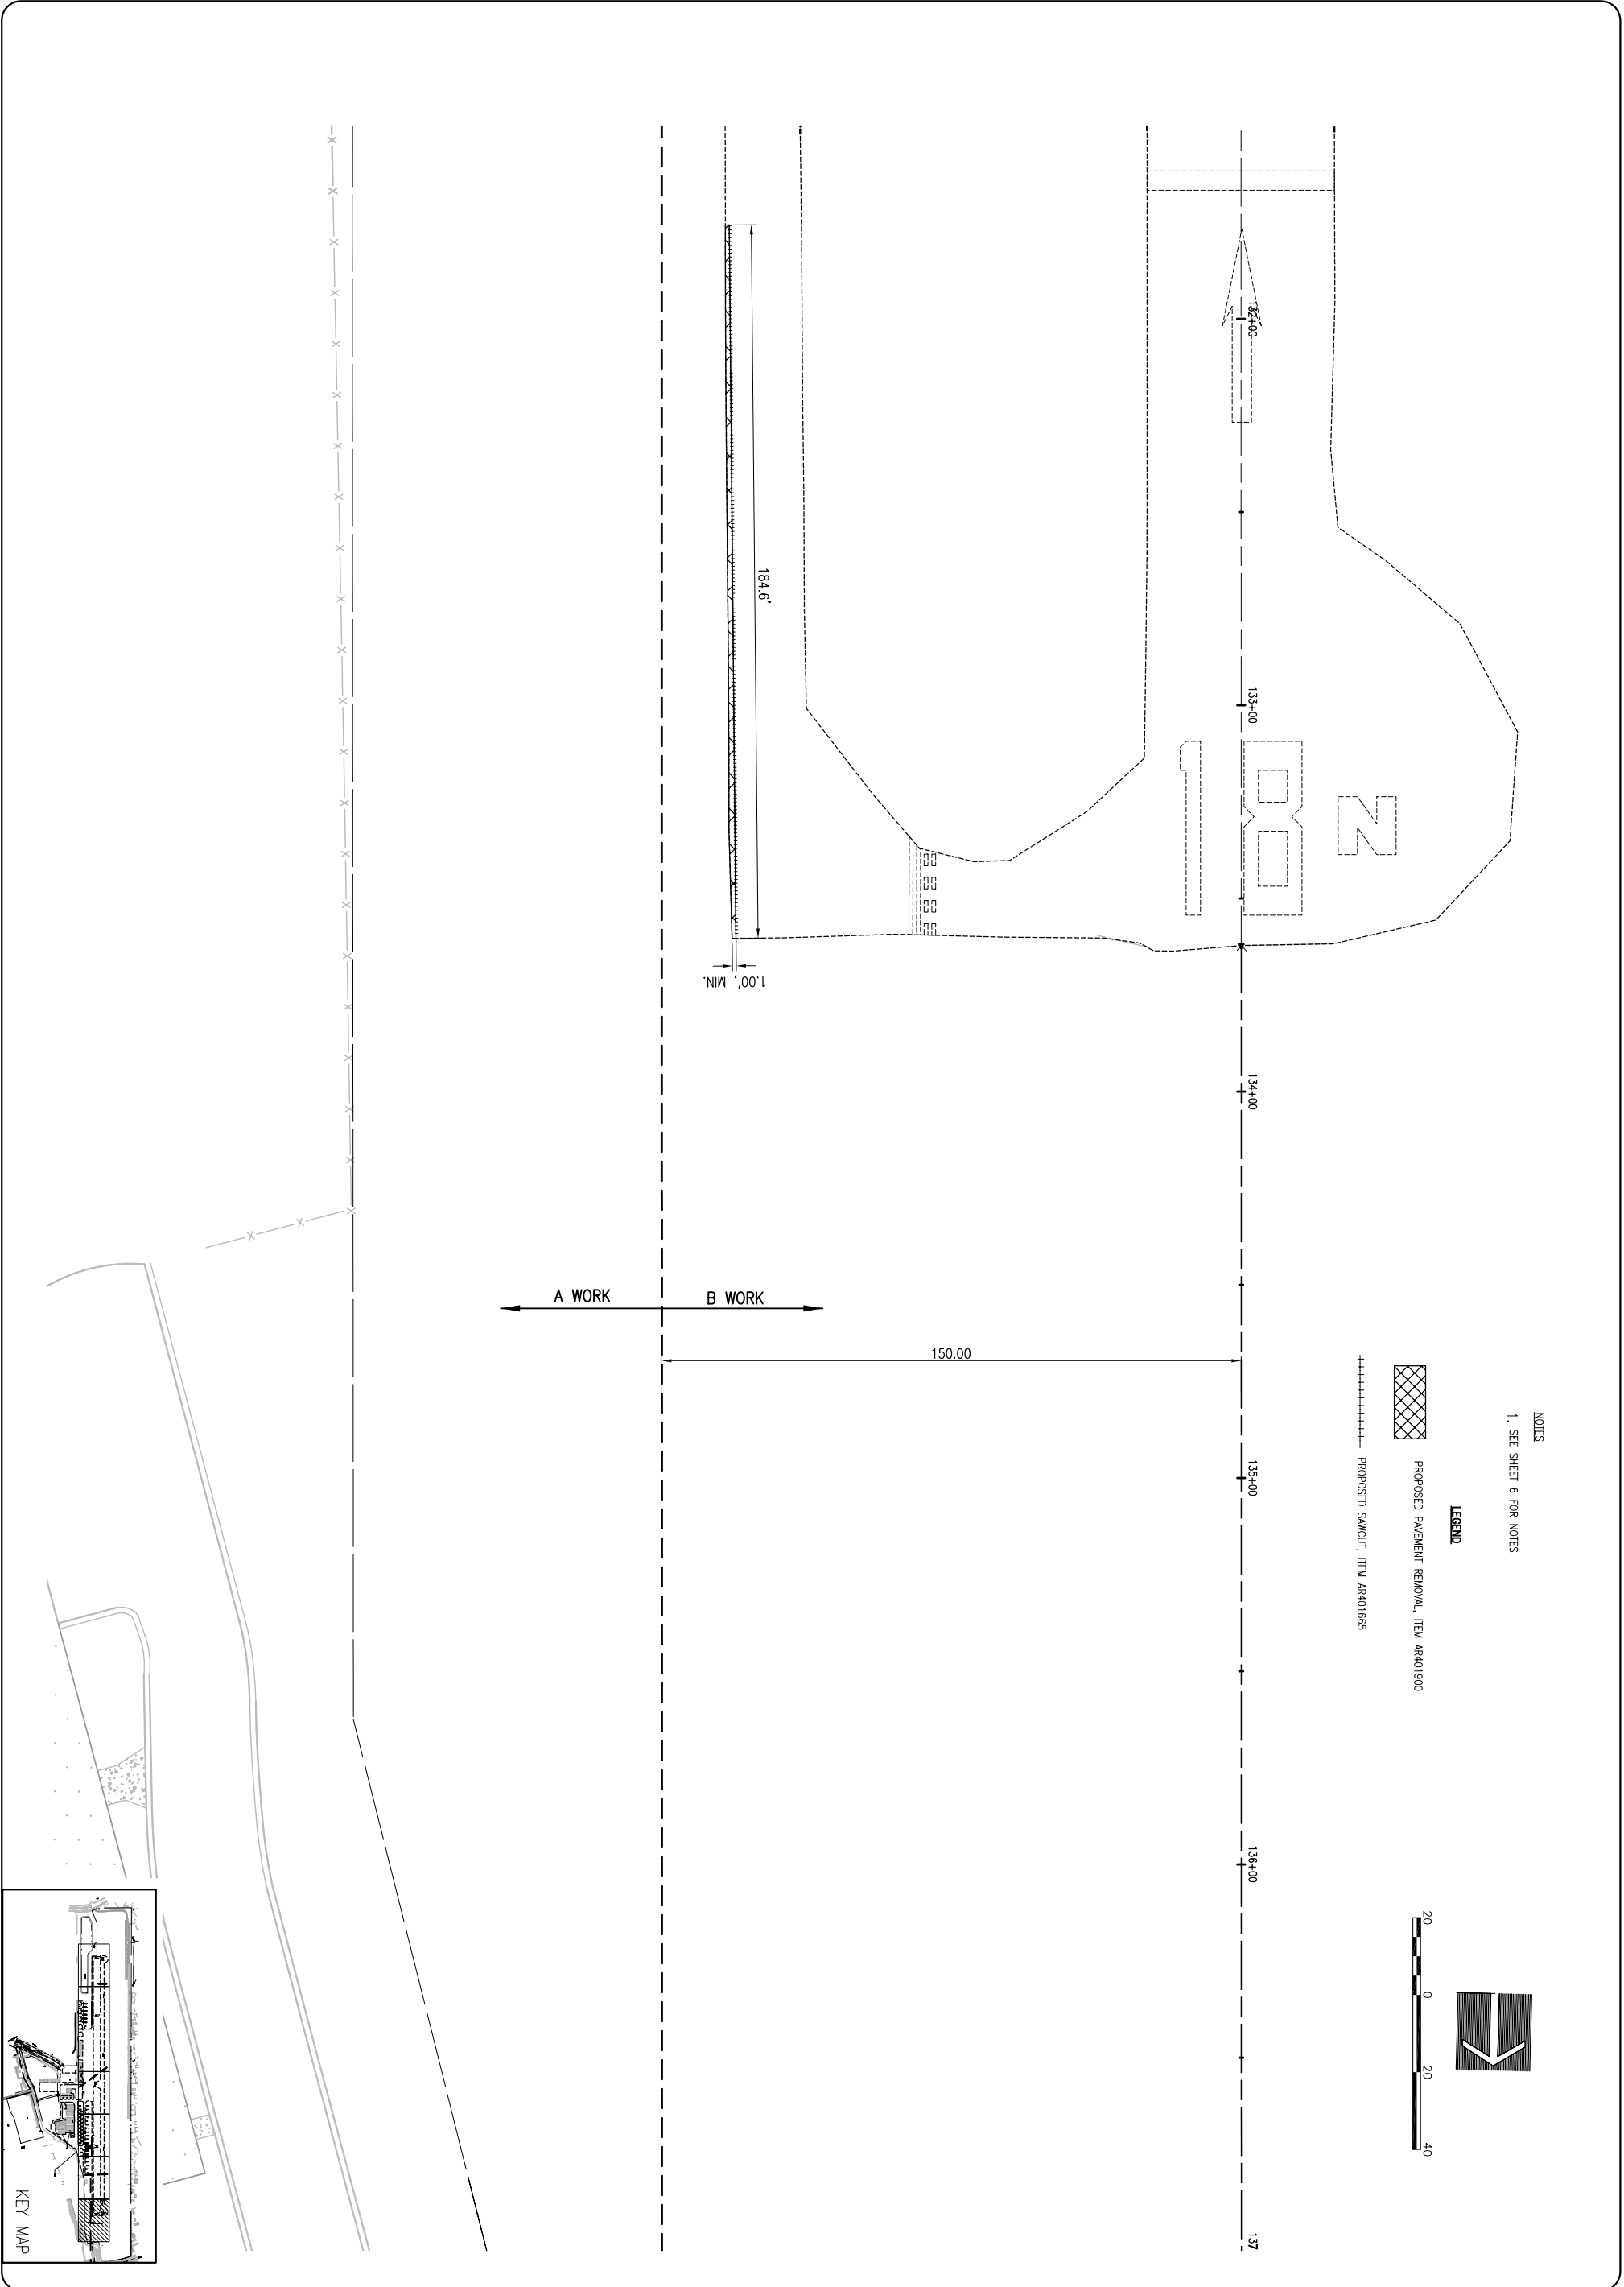 NOTES
1. SEE SHEET 6 FOR NOTES
LEGEND
PROPOSED PAVEMENT REMOVAL, ITEM AR401900
PROPOSED SAWCUT, ITEM AR401665
20 0 20 40
132+00
133+00
134+00
135+00
136+00
137
18
N
184.6'
1.00', MIN.
A WORK
B WORK
150.00
KEY MAP